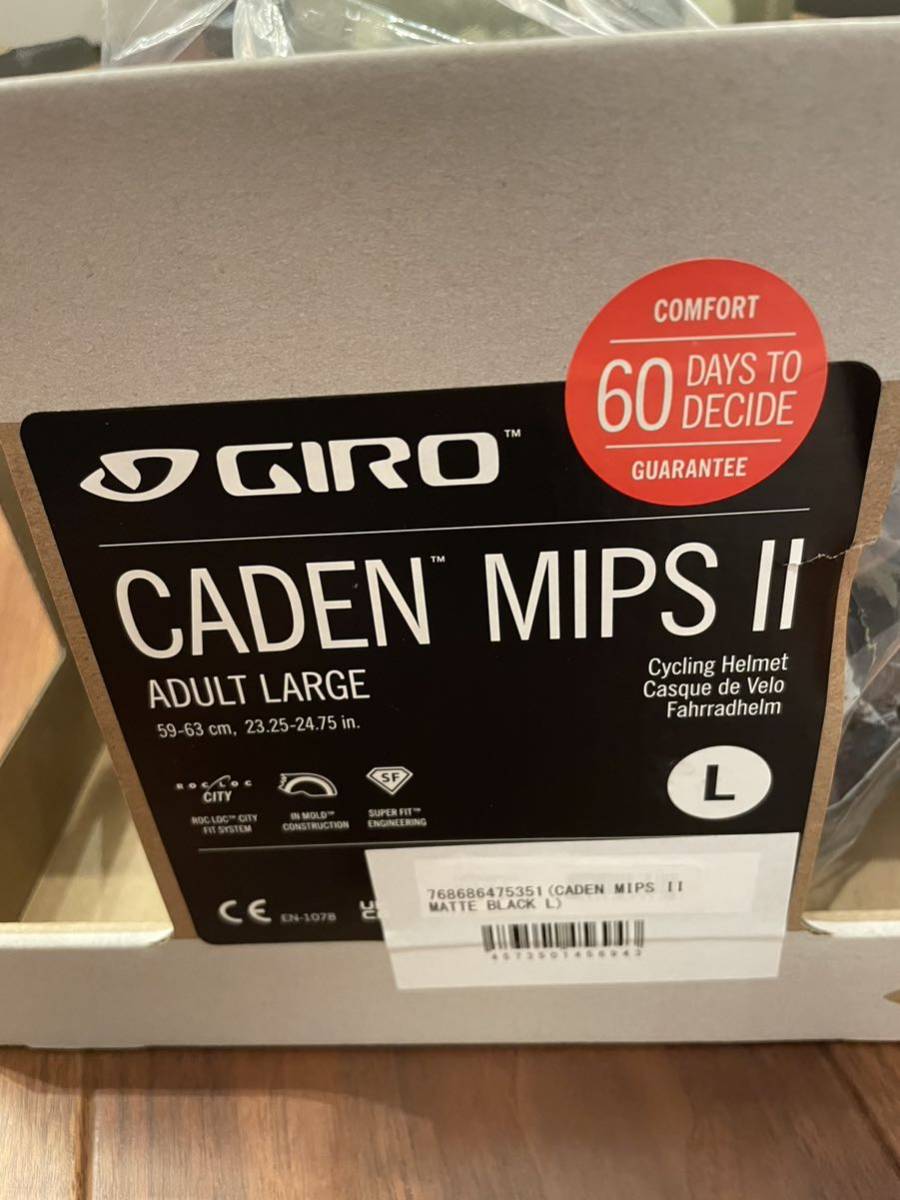 COMFORT
60 DAYS TO
DECIDE
GUARANTEE
GIRO™
CADEN™ MIPS II
ADULT LARGE
59-63 cm, 23.25-24.75 in.
Cycling Helmet
Casque de Velo
Fahrradhelm
L
ROC LOC
CITY
ROC LOC™ CITY
FIT SYSTEM
IN MOLD™
CONSTRUCTION
SF
SUPER FIT™
ENGINEERING
CE EN-1078
768686475351(CADEN MIPS II
MATTE BLACK L)